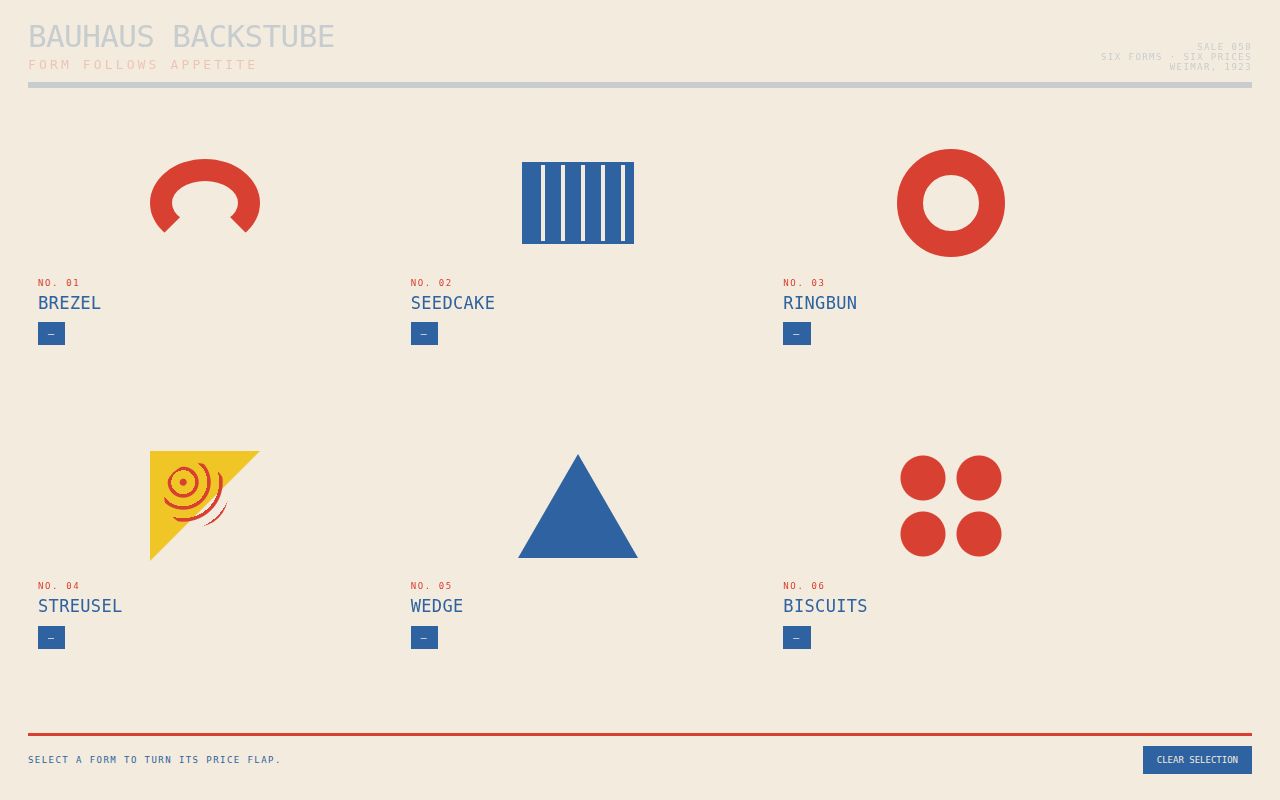 BAUHAUS BACKSTUBE
FORM FOLLOWS APPETITE
SALE 05B
SIX FORMS · SIX PRICES
WEIMAR, 1923
NO. 01
BREZEL
—
NO. 02
SEEDCAKE
—
NO. 03
RINGBUN
—
NO. 04
STREUSEL
—
NO. 05
WEDGE
—
NO. 06
BISCUITS
—
SELECT A FORM TO TURN ITS PRICE FLAP.
CLEAR SELECTION